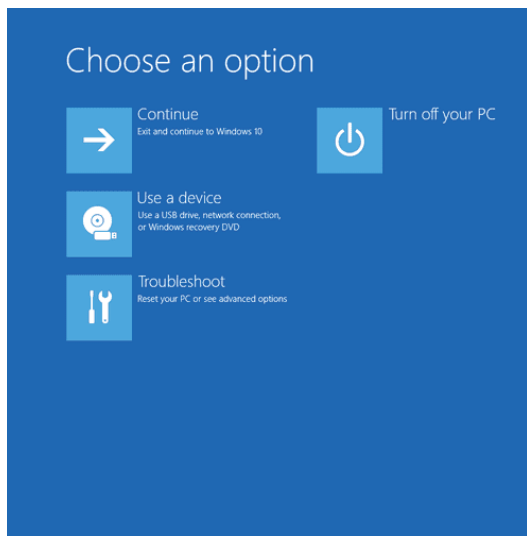 Choose an option
Continue
Exit and continue to Windows 10
Turn off your PC
Use a device
Use a USB drive, network connection,
or Windows recovery DVD
Troubleshoot
Reset your PC or see advanced options